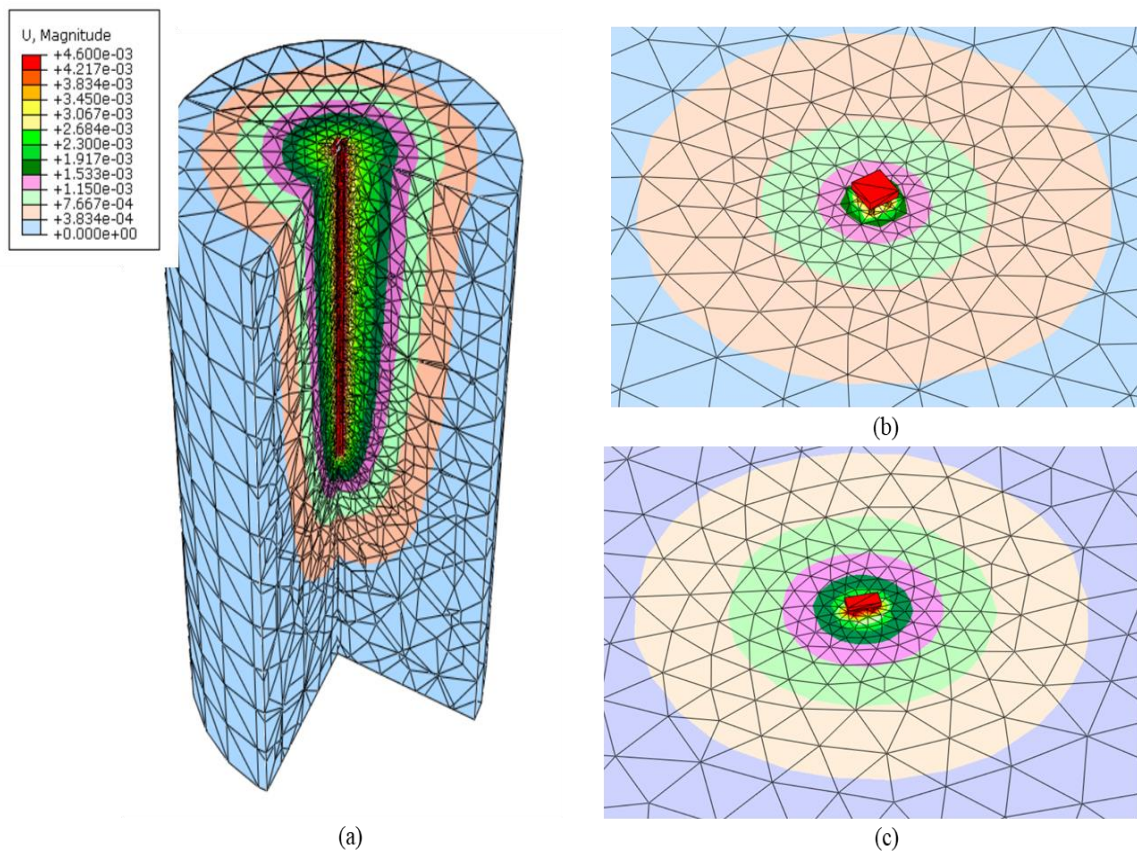 U, Magnitude
+4.600e-03
+4.217e-03
+3.834e-03
+3.450e-03
+3.067e-03
+2.684e-03
+2.300e-03
+1.917e-03
+1.533e-03
+1.150e-03
+7.667e-04
+3.834e-04
+0.000e+00
(b)
(a)
(c)